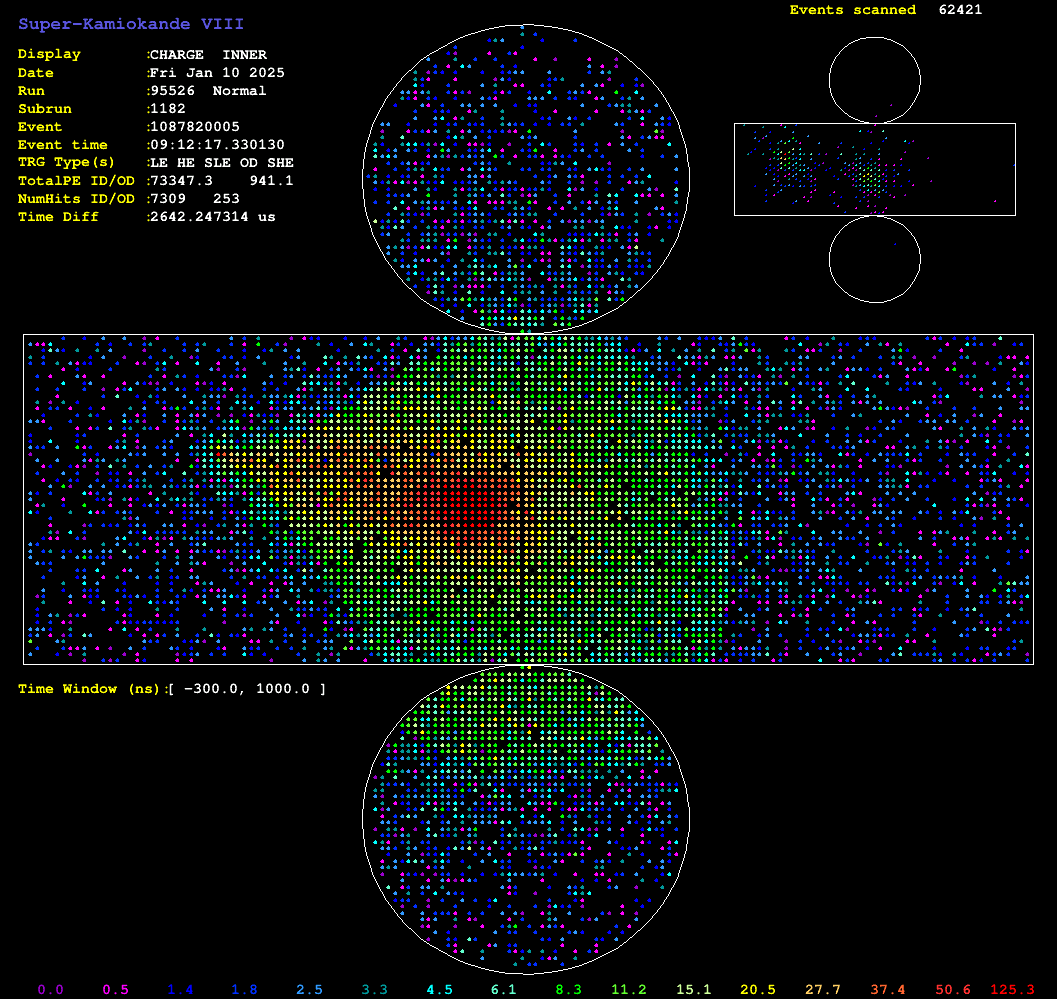 Super-Kamiokande VIII
Events scanned 62421
Display :CHARGE INNER
Date :Fri Jan 10 2025
Run :95526 Normal
Subrun :1182
Event :1087820005
Event time :09:12:17.330130
TRG Type(s) :LE HE SLE OD SHE
TotalPE ID/OD :73347.3 941.1
NumHits ID/OD :7309 253
Time Diff :2642.247314 us
Time Window (ns):[ -300.0, 1000.0 ]
0.0 0.5 1.4 1.8 2.5 3.3 4.5 6.1 8.3 11.2 15.1 20.5 27.7 37.4 50.6 125.3